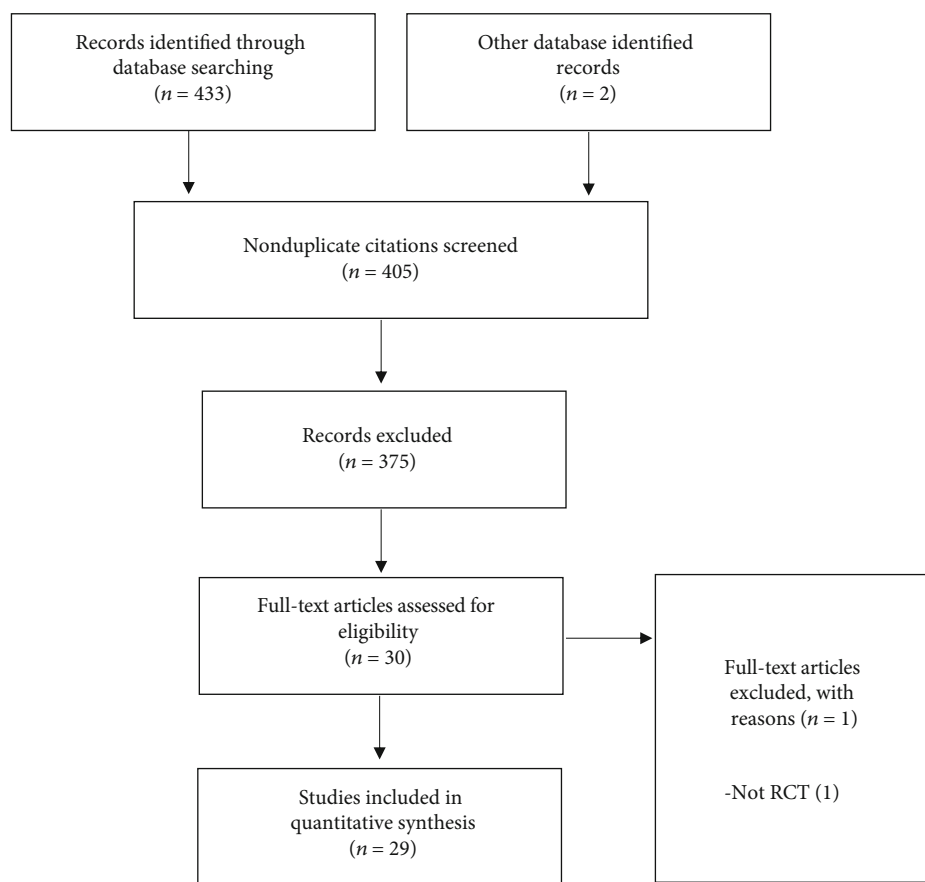 Records identified through
database searching
(n = 433)
Other database identified
records
(n = 2)
Nonduplicate citations screened
(n = 405)
Records excluded
(n = 375)
Full-text articles assessed for
eligibility
(n = 30)
Full-text articles
excluded, with
reasons (n = 1)
-Not RCT (1)
Studies included in
quantitative synthesis
(n = 29)